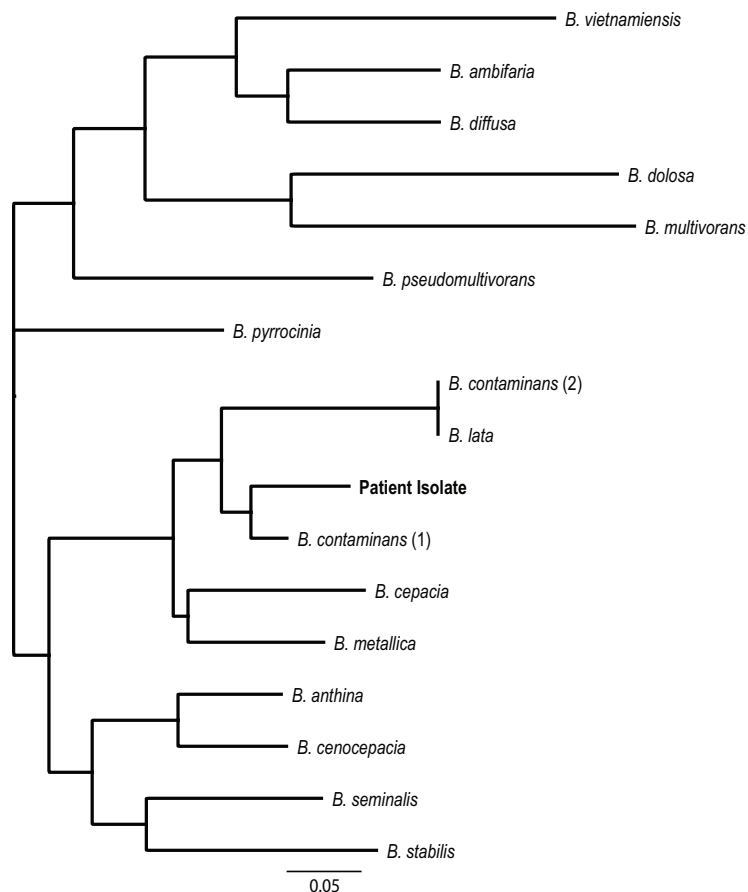 B. vietnamiensis
B. ambifaria
B. diffusa
B. dolosa
B. multivorans
B. pseudomultivorans
B. pyrrocinia
B. contaminans (2)
B. lata
Patient Isolate
B. contaminans (1)
B. cepacia
B. metallica
B. anthina
B. cenocepacia
B. seminalis
B. stabilis
0.05